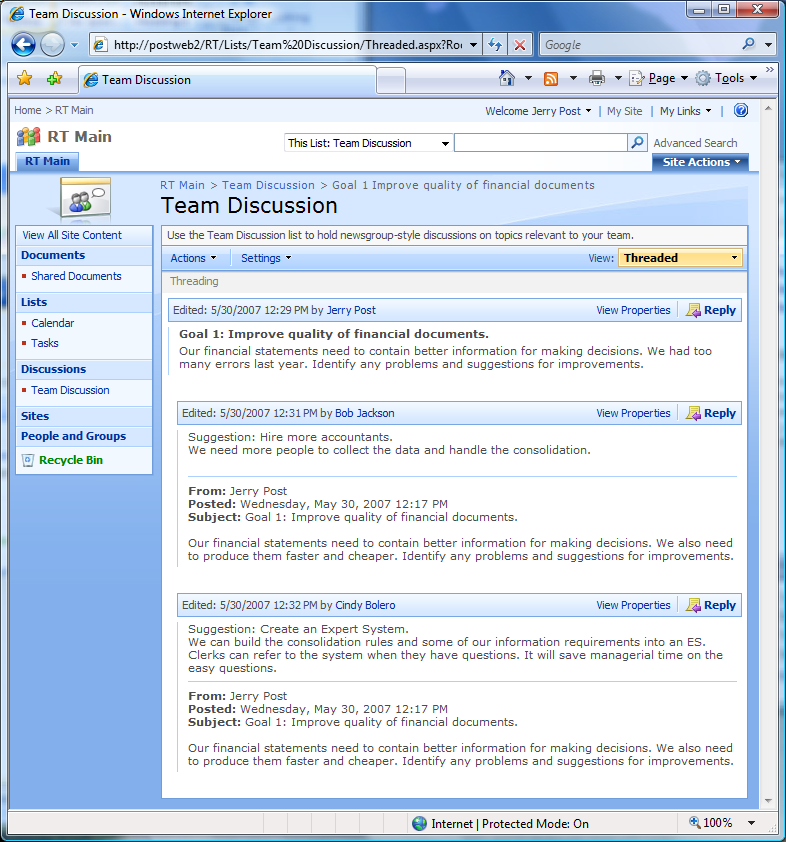 Team Discussion - Windows Internet Explorer
http://postweb2/RT/Lists/Team%20Discussion/Threaded.aspx?Roo
Google
Team Discussion
Page
Tools
»
Home > RT Main
Welcome Jerry Post | My Site | My Links |
RT Main
This List: Team Discussion
Advanced Search
RT Main
Site Actions
RT Main > Team Discussion > Goal 1 Improve quality of financial documents
Team Discussion
View All Site Content
Documents
Shared Documents
Lists
Calendar
Tasks
Discussions
Team Discussion
Sites
People and Groups
Recycle Bin
Use the Team Discussion list to hold newsgroup-style discussions on topics relevant to your team.
Actions
Settings
View: Threaded
Threading
Edited: 5/30/2007 12:29 PM by Jerry Post
View Properties
Reply
Goal 1: Improve quality of financial documents.
Our financial statements need to contain better information for making decisions. We had too
many errors last year. Identify any problems and suggestions for improvements.
Edited: 5/30/2007 12:31 PM by Bob Jackson
View Properties
Reply
Suggestion: Hire more accountants.
We need more people to collect the data and handle the consolidation.
From: Jerry Post
Posted: Wednesday, May 30, 2007 12:17 PM
Subject: Goal 1: Improve quality of financial documents.
Our financial statements need to contain better information for making decisions. We also need
to produce them faster and cheaper. Identify any problems and suggestions for improvements.
Edited: 5/30/2007 12:32 PM by Cindy Bolero
View Properties
Reply
Suggestion: Create an Expert System.
We can build the consolidation rules and some of our information requirements into an ES.
Clerks can refer to the system when they have questions. It will save managerial time on the
easy questions.
From: Jerry Post
Posted: Wednesday, May 30, 2007 12:17 PM
Subject: Goal 1: Improve quality of financial documents.
Our financial statements need to contain better information for making decisions. We also need
to produce them faster and cheaper. Identify any problems and suggestions for improvements.
Internet | Protected Mode: On
100%